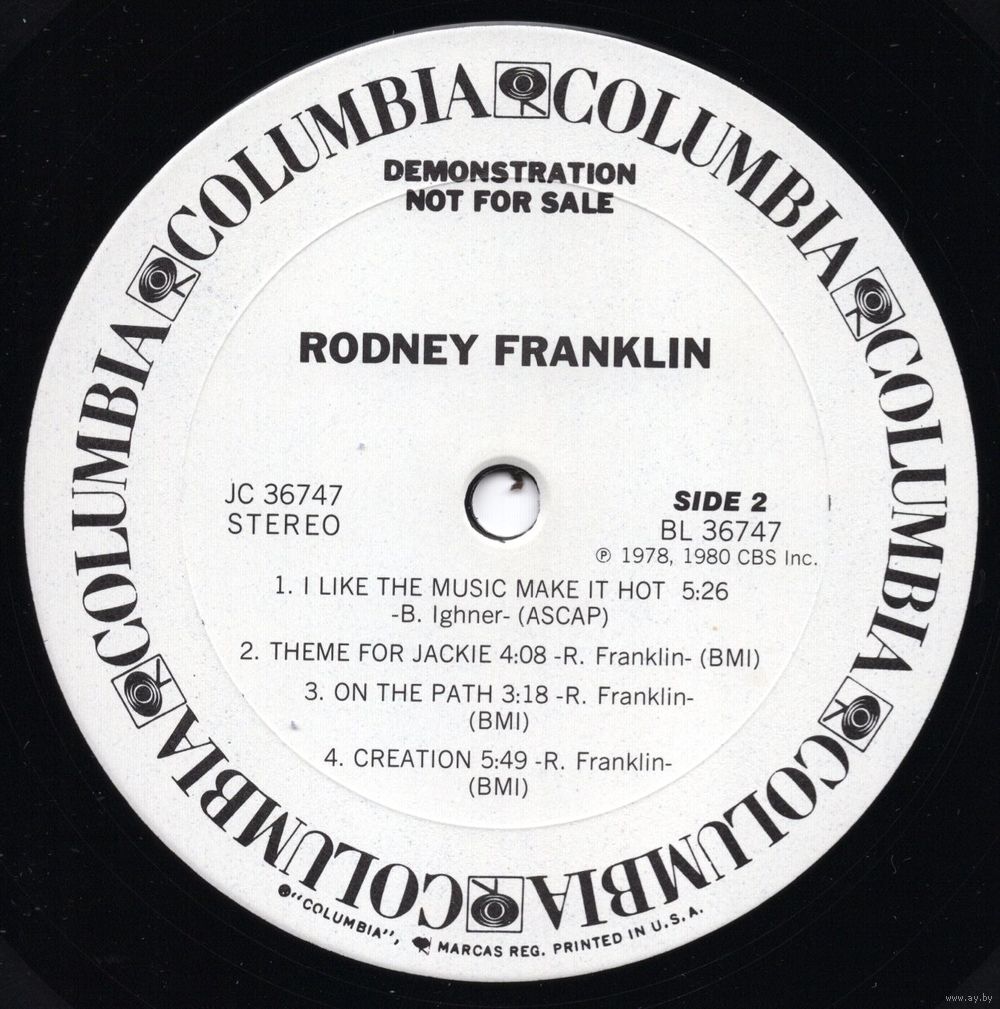 COLUMBIA COLUMBIA COLUMBIA COLUMBIA COLUMBIA COLUMBIA
DEMONSTRATION
NOT FOR SALE
RODNEY FRANKLIN
JC 36747
STEREO
SIDE 2
BL 36747
℗ 1978, 1980 CBS Inc.
1. I LIKE THE MUSIC MAKE IT HOT 5:26
-B. Ighner- (ASCAP)
2. THEME FOR JACKIE 4:08 -R. Franklin- (BMI)
3. ON THE PATH 3:18 -R. Franklin-
(BMI)
4. CREATION 5:49 -R. Franklin-
(BMI)
"COLUMBIA", MARCAS REG. PRINTED IN U.S.A.
www.ay.by